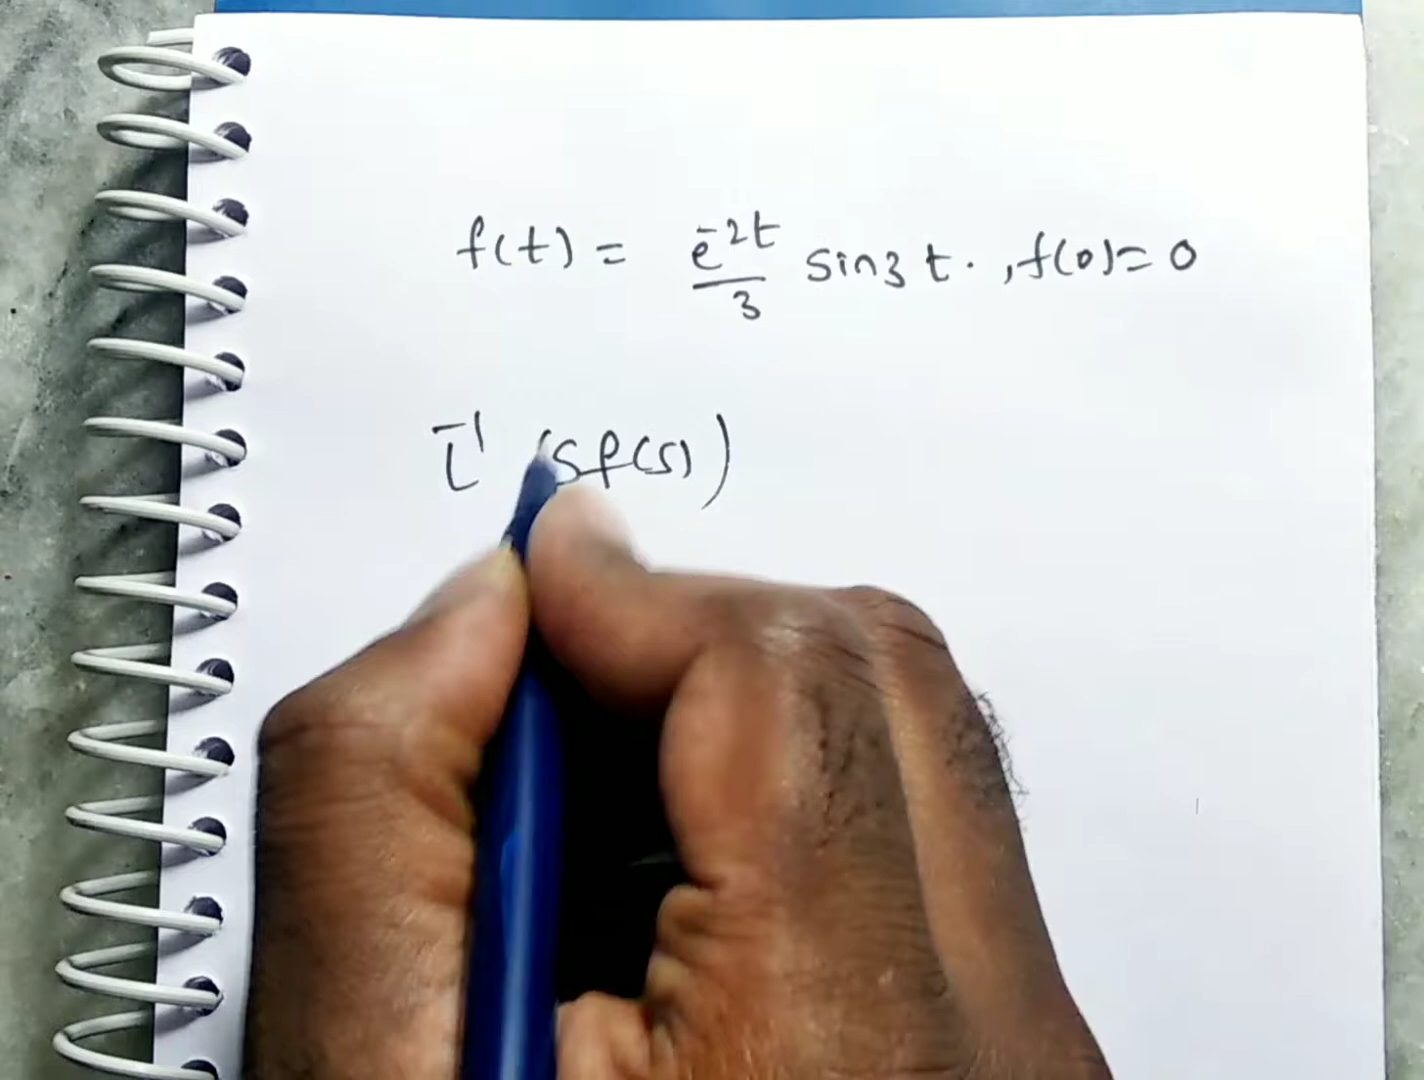 f(t) = e^-2t/3 sin3t. , f(0) = 0
L^-1 (sf(s))